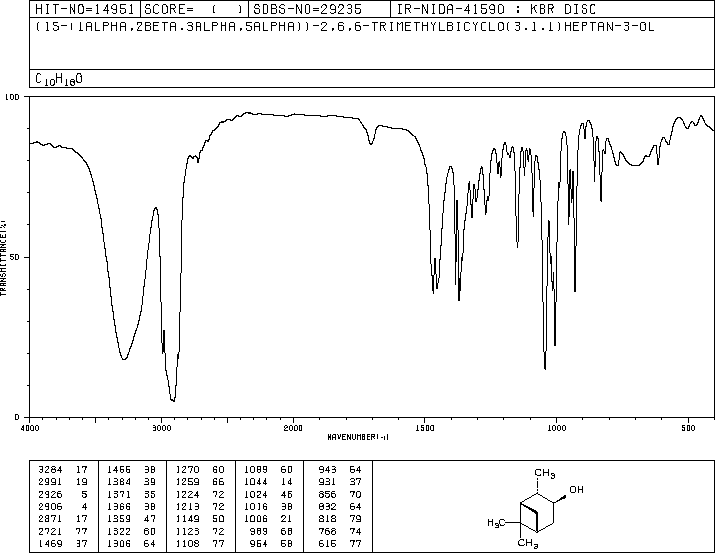 HIT-NO=14951 SCORE= ( ) SDBS-NO=29235 IR-NIDA-41590 : KBR DISC
(1S-(1ALPHA,2BETA,3ALPHA,5ALPHA))-2,6,6-TRIMETHYLBICYCLO(3.1.1)HEPTAN-3-OL
C10H18O
100
50
0
TRANSMITTANCE(%)
4000 3000 2000 1500 1000 500
WAVENUMBER(-1)
3284 17 1466 38 1270 60 1089 60 943 64
2991 19 1384 39 1259 66 1044 14 931 37
2926 5 1371 35 1224 72 1024 46 856 70
2906 4 1366 38 1213 72 1016 38 832 64
2871 17 1359 47 1149 50 1006 21 818 79
2721 77 1322 60 1123 72 989 68 766 74
1469 37 1306 64 1108 77 954 58 615 77
CH3
OH
H3C
CH3